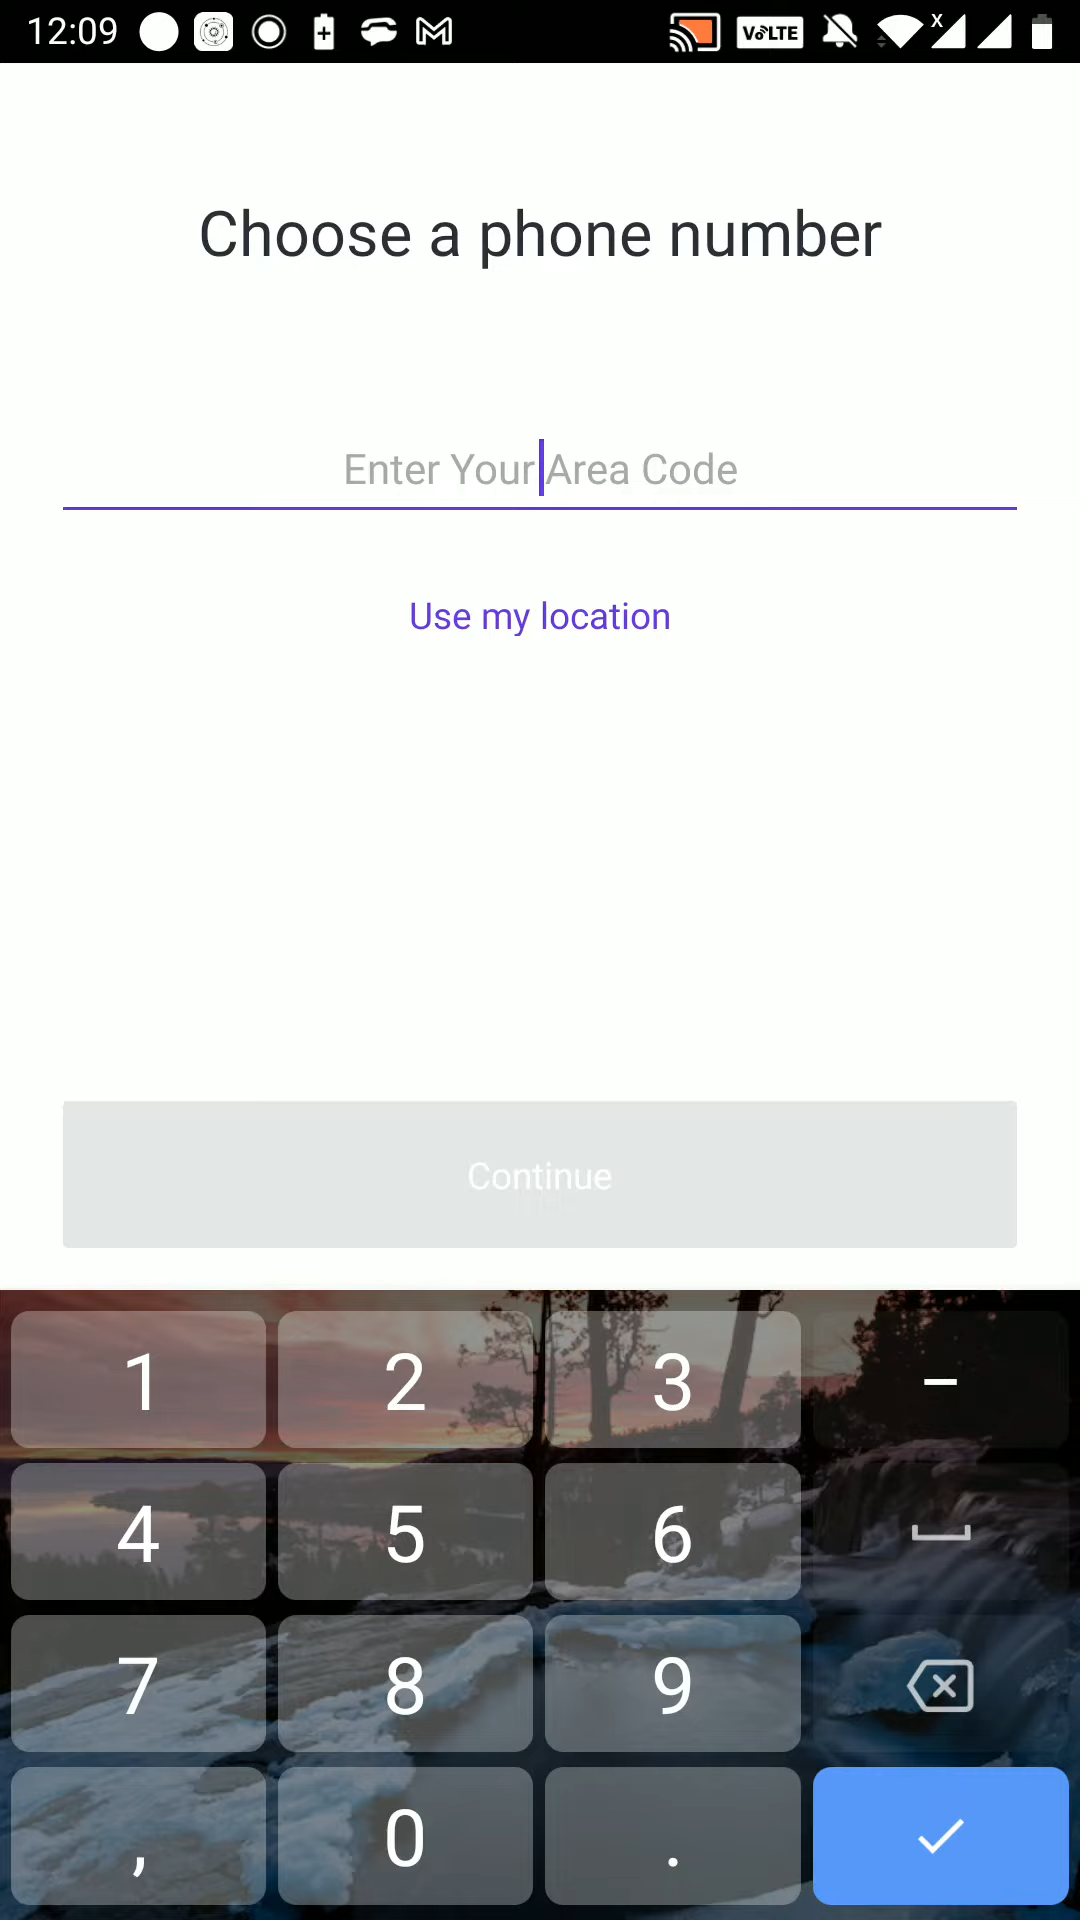 12:09
VoLTE
X
Choose a phone number
Enter Your Area Code
Use my location
Continue
1 2 3 –
4 5 6
7 8 9
, 0 .